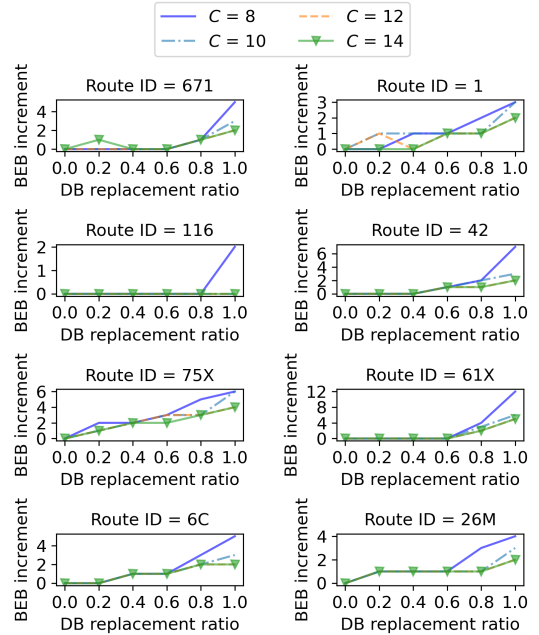 C = 8
C = 12
C = 10
C = 14
Route ID = 671
BEB increment
4
2
0
0.0 0.2 0.4 0.6 0.8 1.0
DB replacement ratio
Route ID = 1
BEB increment
3
2
1
0
0.0 0.2 0.4 0.6 0.8 1.0
DB replacement ratio
Route ID = 116
BEB increment
2
1
0
0.0 0.2 0.4 0.6 0.8 1.0
DB replacement ratio
Route ID = 42
BEB increment
6
4
2
0
0.0 0.2 0.4 0.6 0.8 1.0
DB replacement ratio
Route ID = 75X
BEB increment
6
4
2
0
0.0 0.2 0.4 0.6 0.8 1.0
DB replacement ratio
Route ID = 61X
BEB increment
12
8
4
0
0.0 0.2 0.4 0.6 0.8 1.0
DB replacement ratio
Route ID = 6C
BEB increment
4
2
0
0.0 0.2 0.4 0.6 0.8 1.0
DB replacement ratio
Route ID = 26M
BEB increment
4
2
0
0.0 0.2 0.4 0.6 0.8 1.0
DB replacement ratio